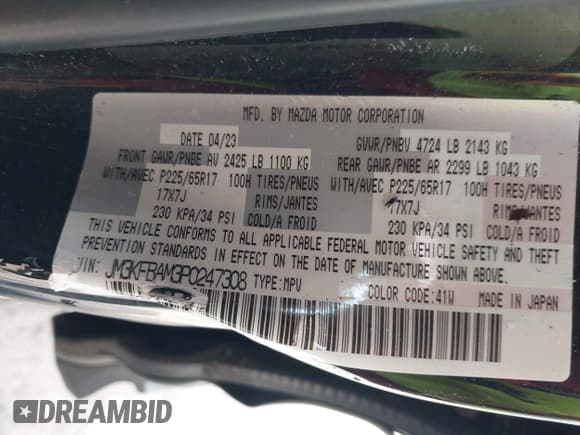 MFD. BY MAZDA MOTOR CORPORATION
DATE 04/23 GVWR/PNBV 4724 LB 2143 KG
FRONT GAWR/PNBE AV 2425 LB 1100 KG REAR GAWR/PNBE AR 2299 LB 1043 KG
WITH/AVEC P225/65R17 100H TIRES/PNEUS WITH/AVEC P225/65R17 100H TIRES/PNEUS
17X7J RIMS/JANTES 17X7J RIMS/JANTES
230 KPA/34 PSI COLD/A FROID 230 KPA/34 PSI COLD/A FROID
THIS VEHICLE CONFORMS TO ALL APPLICABLE FEDERAL MOTOR VEHICLE SAFETY AND THEFT
PREVENTION STANDARDS IN EFFECT ON THE DATE OF MANUFACTURE SHOWN ABOVE.
VIN: JM3KFBAM3P0247308 TYPE:MPV COLOR CODE:41W MADE IN JAPAN
DREAMBID